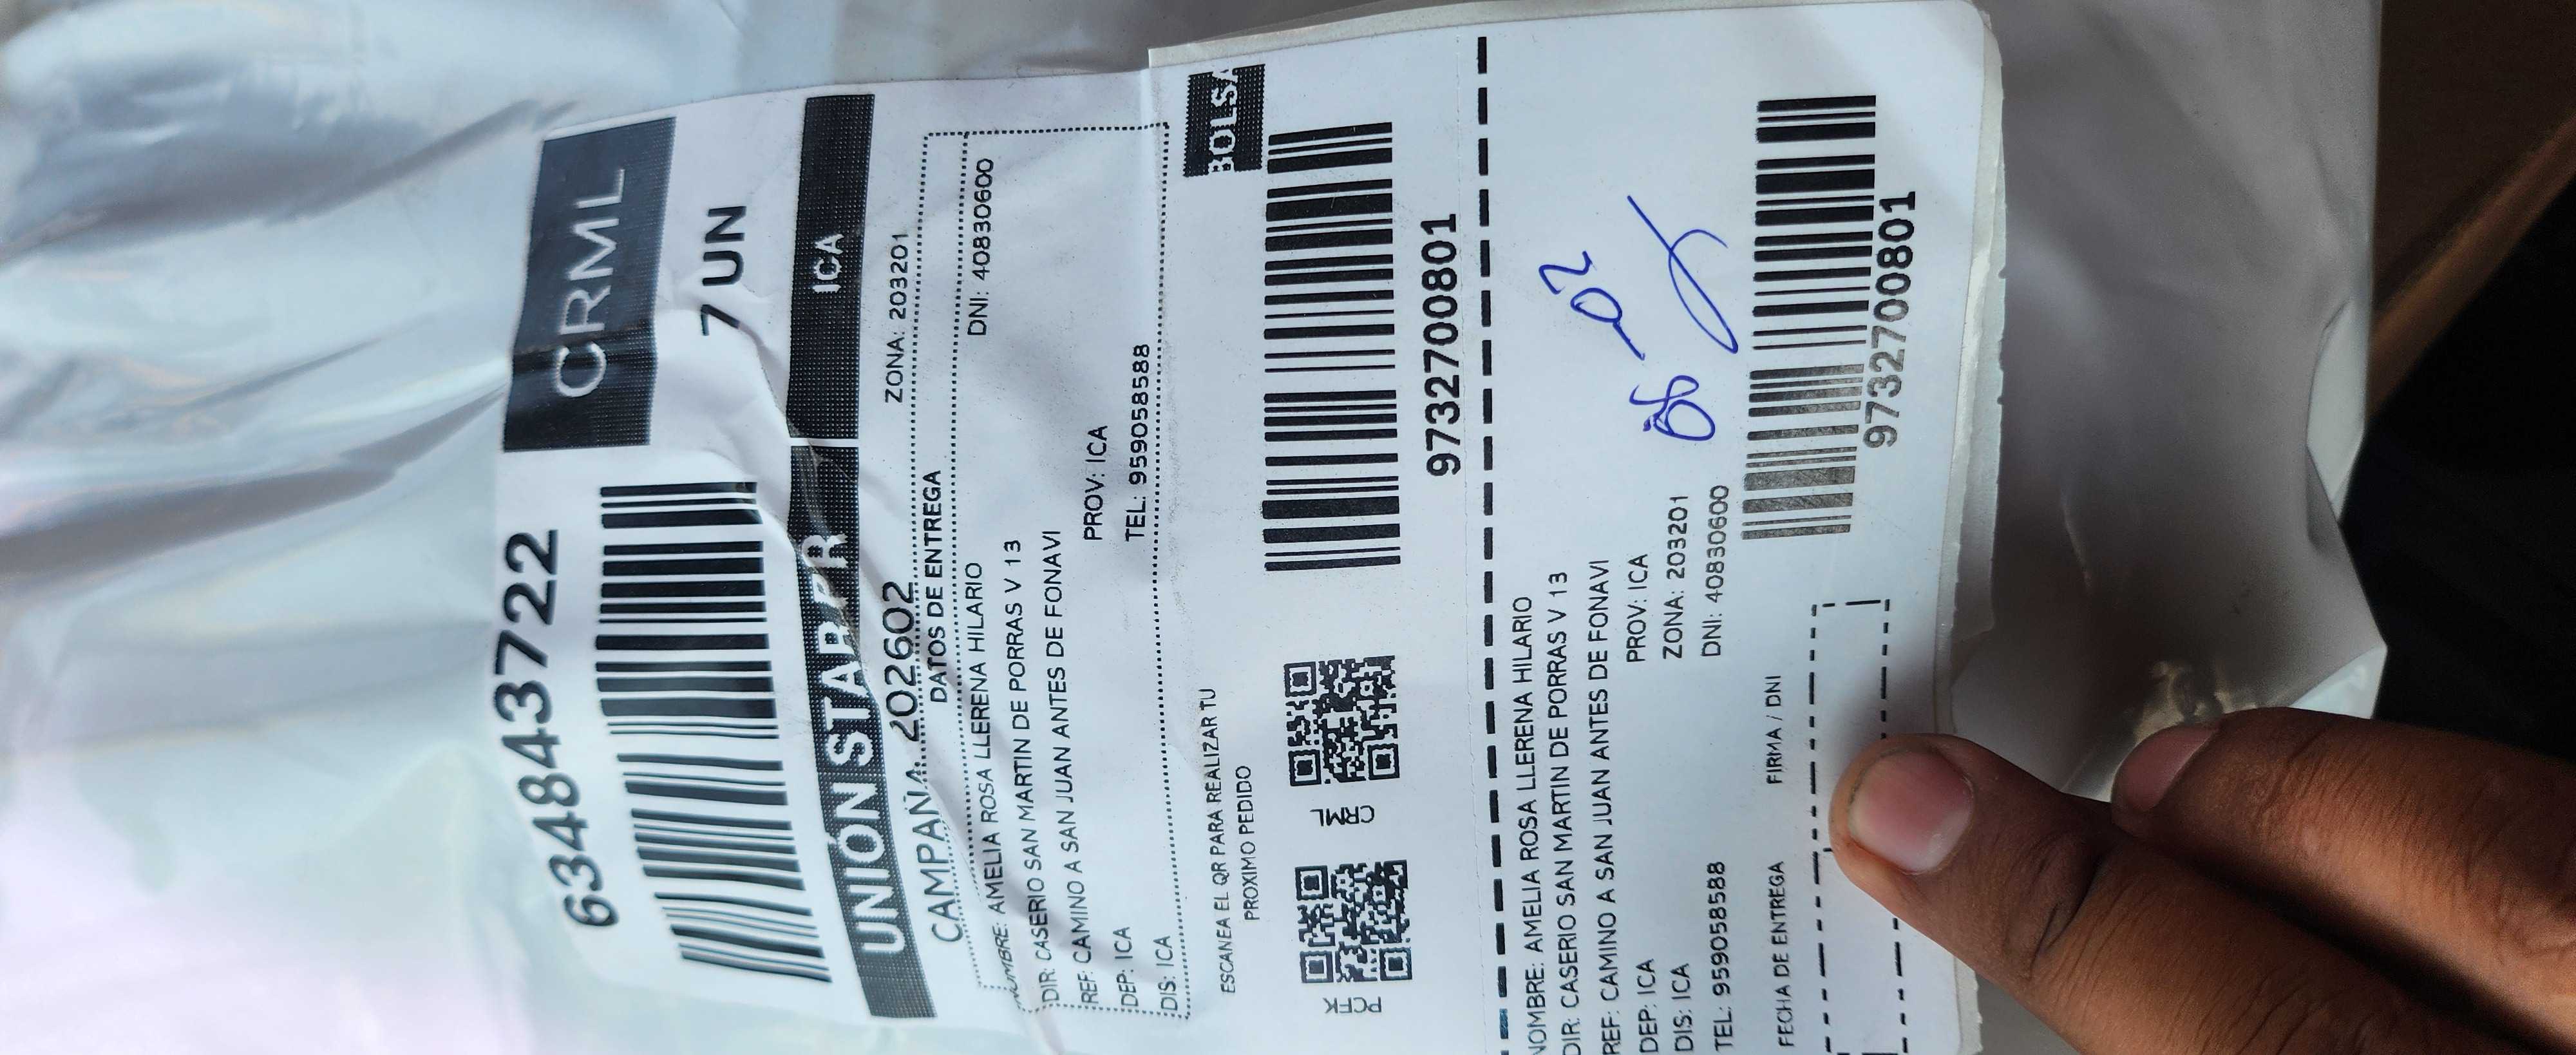 6348843722
CRML
7 UN
UNIÓN STAR PR ICA
CAMPAÑA 202602 ZONA: 203201
DATOS DE ENTREGA
NOMBRE: AMELIA ROSA LLERENA HILARIO DNI: 40830600
DIR: CASERIO SAN MARTIN DE PORRAS V 13
REF: CAMINO A SAN JUAN ANTES DE FONAVI
DEP: ICA PROV: ICA
DIS: ICA TEL: 959058588
ESCANEA EL QR PARA REALIZAR TU
PROXIMO PEDIDO
BOLSA
PCFK CRML
9732700801
NOMBRE: AMELIA ROSA LLERENA HILARIO
DIR: CASERIO SAN MARTIN DE PORRAS V 13
REF: CAMINO A SAN JUAN ANTES DE FONAVI
DEP: ICA PROV: ICA
DIS: ICA ZONA: 203201
TEL: 959058588 DNI: 40830600
FECHA DE ENTREGA FIRMA / DNI
9732700801